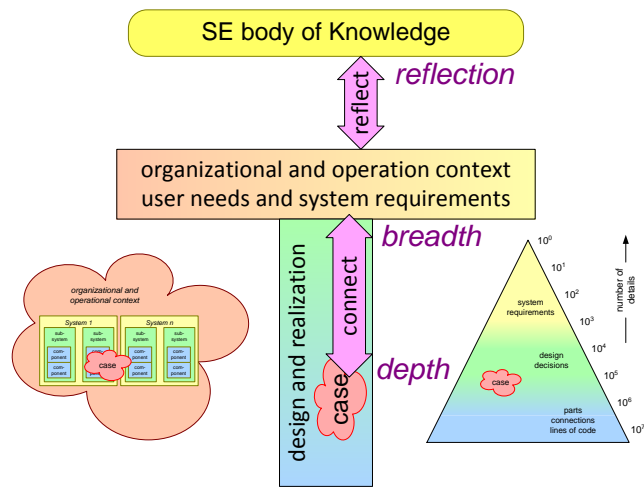 SE body of Knowledge
reflect
reflection
organizational and operation context
user needs and system requirements
breadth
design and realization
connect
depth
case
organizational and
operational context
System 1
System n
sub-
system
sub-
system
sub-
system
sub-
system
com-
ponent
com-
ponent
com-
ponent
com-
ponent
com-
ponent
com-
ponent
case
10⁰
10¹
10²
10³
10⁴
10⁵
10⁶
10⁷
number of
details
system
requirements
design
decisions
case
parts
connections
lines of code